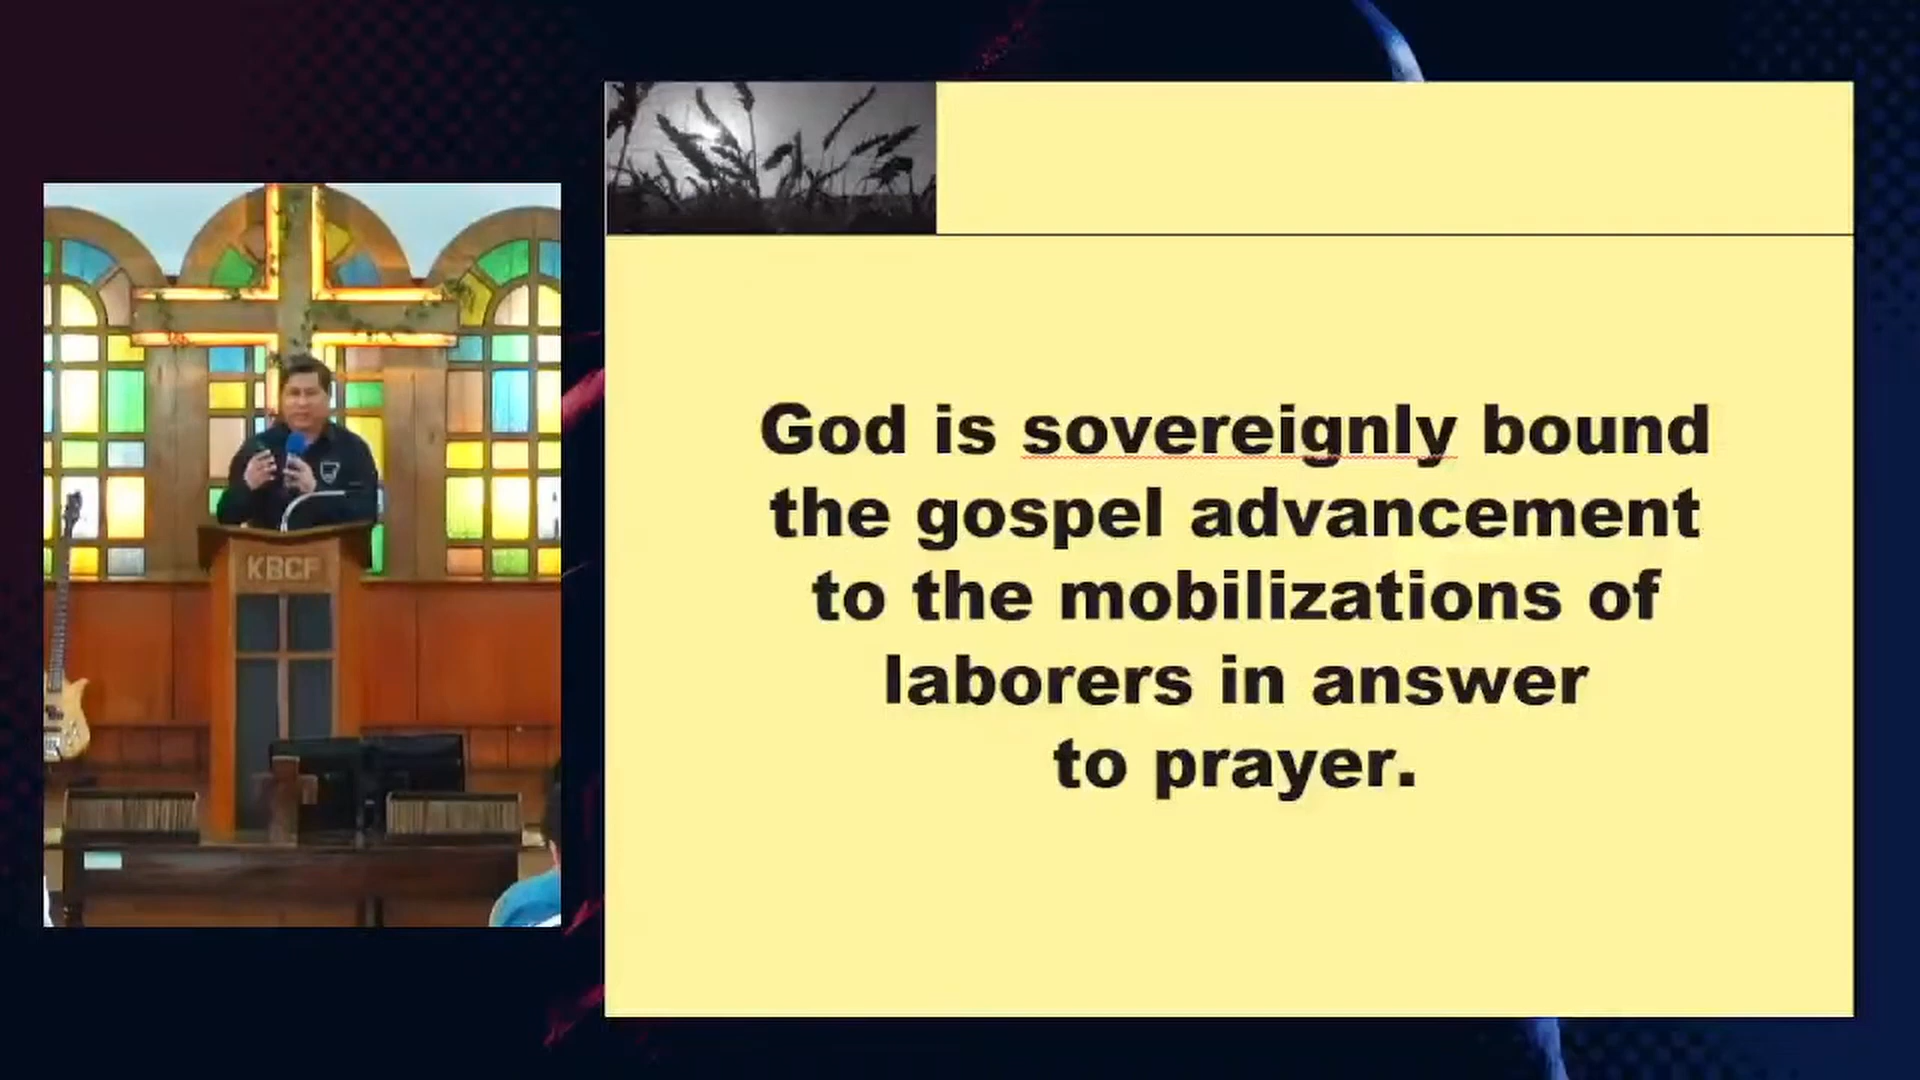 KBCF
God is sovereignly bound
the gospel advancement
to the mobilizations of
laborers in answer
to prayer.